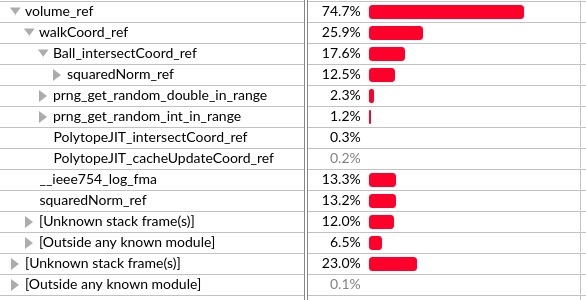 volume_ref 74.7%
walkCoord_ref 25.9%
Ball_intersectCoord_ref 17.6%
squaredNorm_ref 12.5%
prng_get_random_double_in_range 2.3%
prng_get_random_int_in_range 1.2%
PolytopeJIT_intersectCoord_ref 0.3%
PolytopeJIT_cacheUpdateCoord_ref 0.2%
__ieee754_log_fma 13.3%
squaredNorm_ref 13.2%
[Unknown stack frame(s)] 12.0%
[Outside any known module] 6.5%
[Unknown stack frame(s)] 23.0%
[Outside any known module] 0.1%